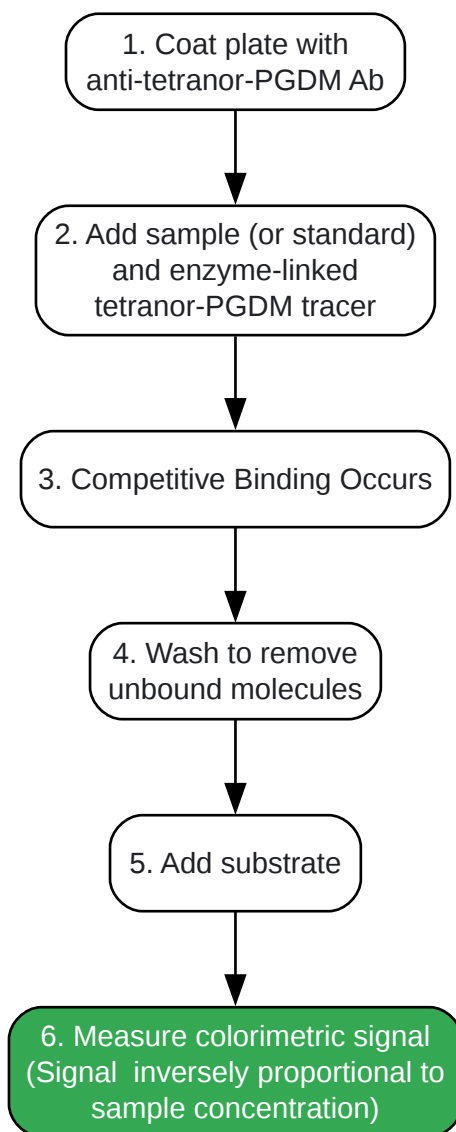 1. Coat plate with
anti-tetranor-PGDM Ab
2. Add sample (or standard)
and enzyme-linked
tetranor-PGDM tracer
3. Competitive Binding Occurs
4. Wash to remove
unbound molecules
5. Add substrate
6. Measure colorimetric signal
(Signal  inversely proportional to
sample concentration)